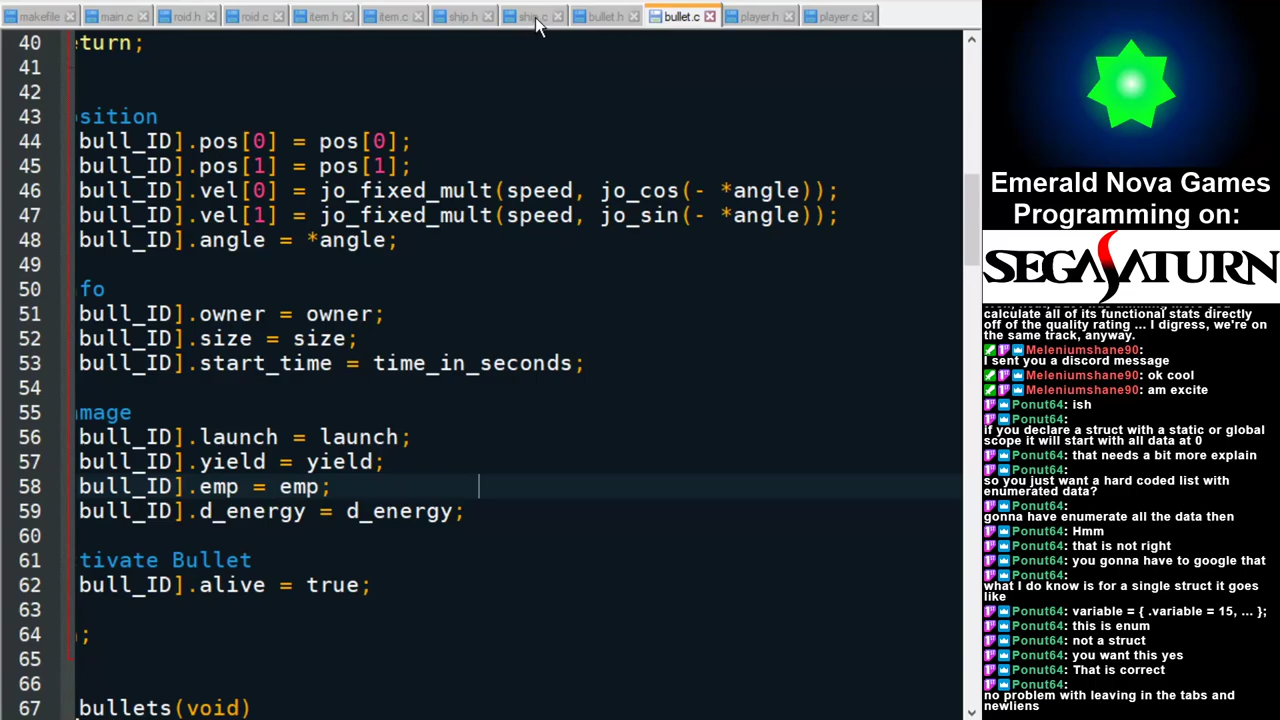 makefile main.c roid.h roid.c item.h item.c ship.h bullet.h bullet.c player.h player.c
40 eturn;
41
42
43 osition
44 bull_ID].pos[0] = pos[0];
45 bull_ID].pos[1] = pos[1];
46 bull_ID].vel[0] = jo_fixed_mult(speed, jo_cos(- *angle));
47 bull_ID].vel[1] = jo_fixed_mult(speed, jo_sin(- *angle));
48 bull_ID].angle = *angle;
49
50 nfo
51 bull_ID].owner = owner;
52 bull_ID].size = size;
53 bull_ID].start_time = time_in_seconds;
54
55 amage
56 bull_ID].launch = launch;
57 bull_ID].yield = yield;
58 bull_ID].emp = emp;
59 bull_ID].d_energy = d_energy;
60
61 ctivate Bullet
62 bull_ID].alive = true;
63
64 ;
65
66
67 bullets(void)
Emerald Nova Games
Programming on:
SEGA SATURN
calculate all of its functional stats directly
off of the quality rating ... I digress, we're on
the same track, anyway.
Meleniumshane90:
I sent you a discord message
Meleniumshane90: ok cool
Meleniumshane90: am excite
Ponut64: ish
Ponut64:
if you declare a struct with a static or global
scope it will start with all data at 0
Ponut64: that needs a bit more explain
Ponut64:
so you just want a hard coded list with
enumerated data?
Ponut64:
gonna have enumerate all the data then
Ponut64: Hmm
Ponut64: that is not right
Ponut64: you gonna have to google that
Ponut64:
what I do know is for a single struct it goes
like
Ponut64: variable = { .variable = 15, ... };
Ponut64: this is enum
Ponut64: not a struct
Ponut64: you want this yes
Ponut64: That is correct
Ponut64:
no problem with leaving in the tabs and
newliens